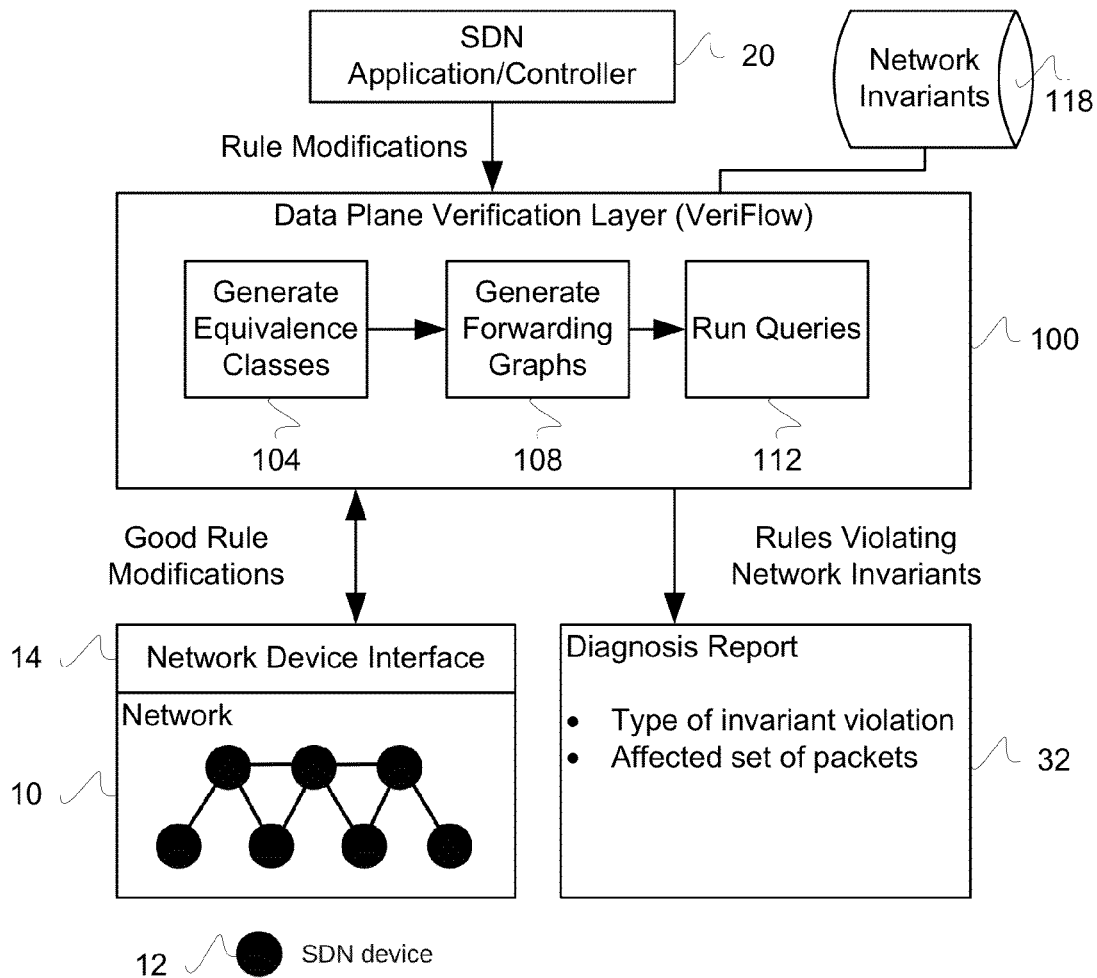 SDN
Application/Controller
20
Network
Invariants
118
Rule Modifications
Data Plane Verification Layer (VeriFlow)
Generate
Equivalence
Classes
Generate
Forwarding
Graphs
Run Queries
100
104
108
112
Good Rule
Modifications
Rules Violating
Network Invariants
14
Network Device Interface
Network
10
Diagnosis Report
• Type of invariant violation
• Affected set of packets
32
12
SDN device